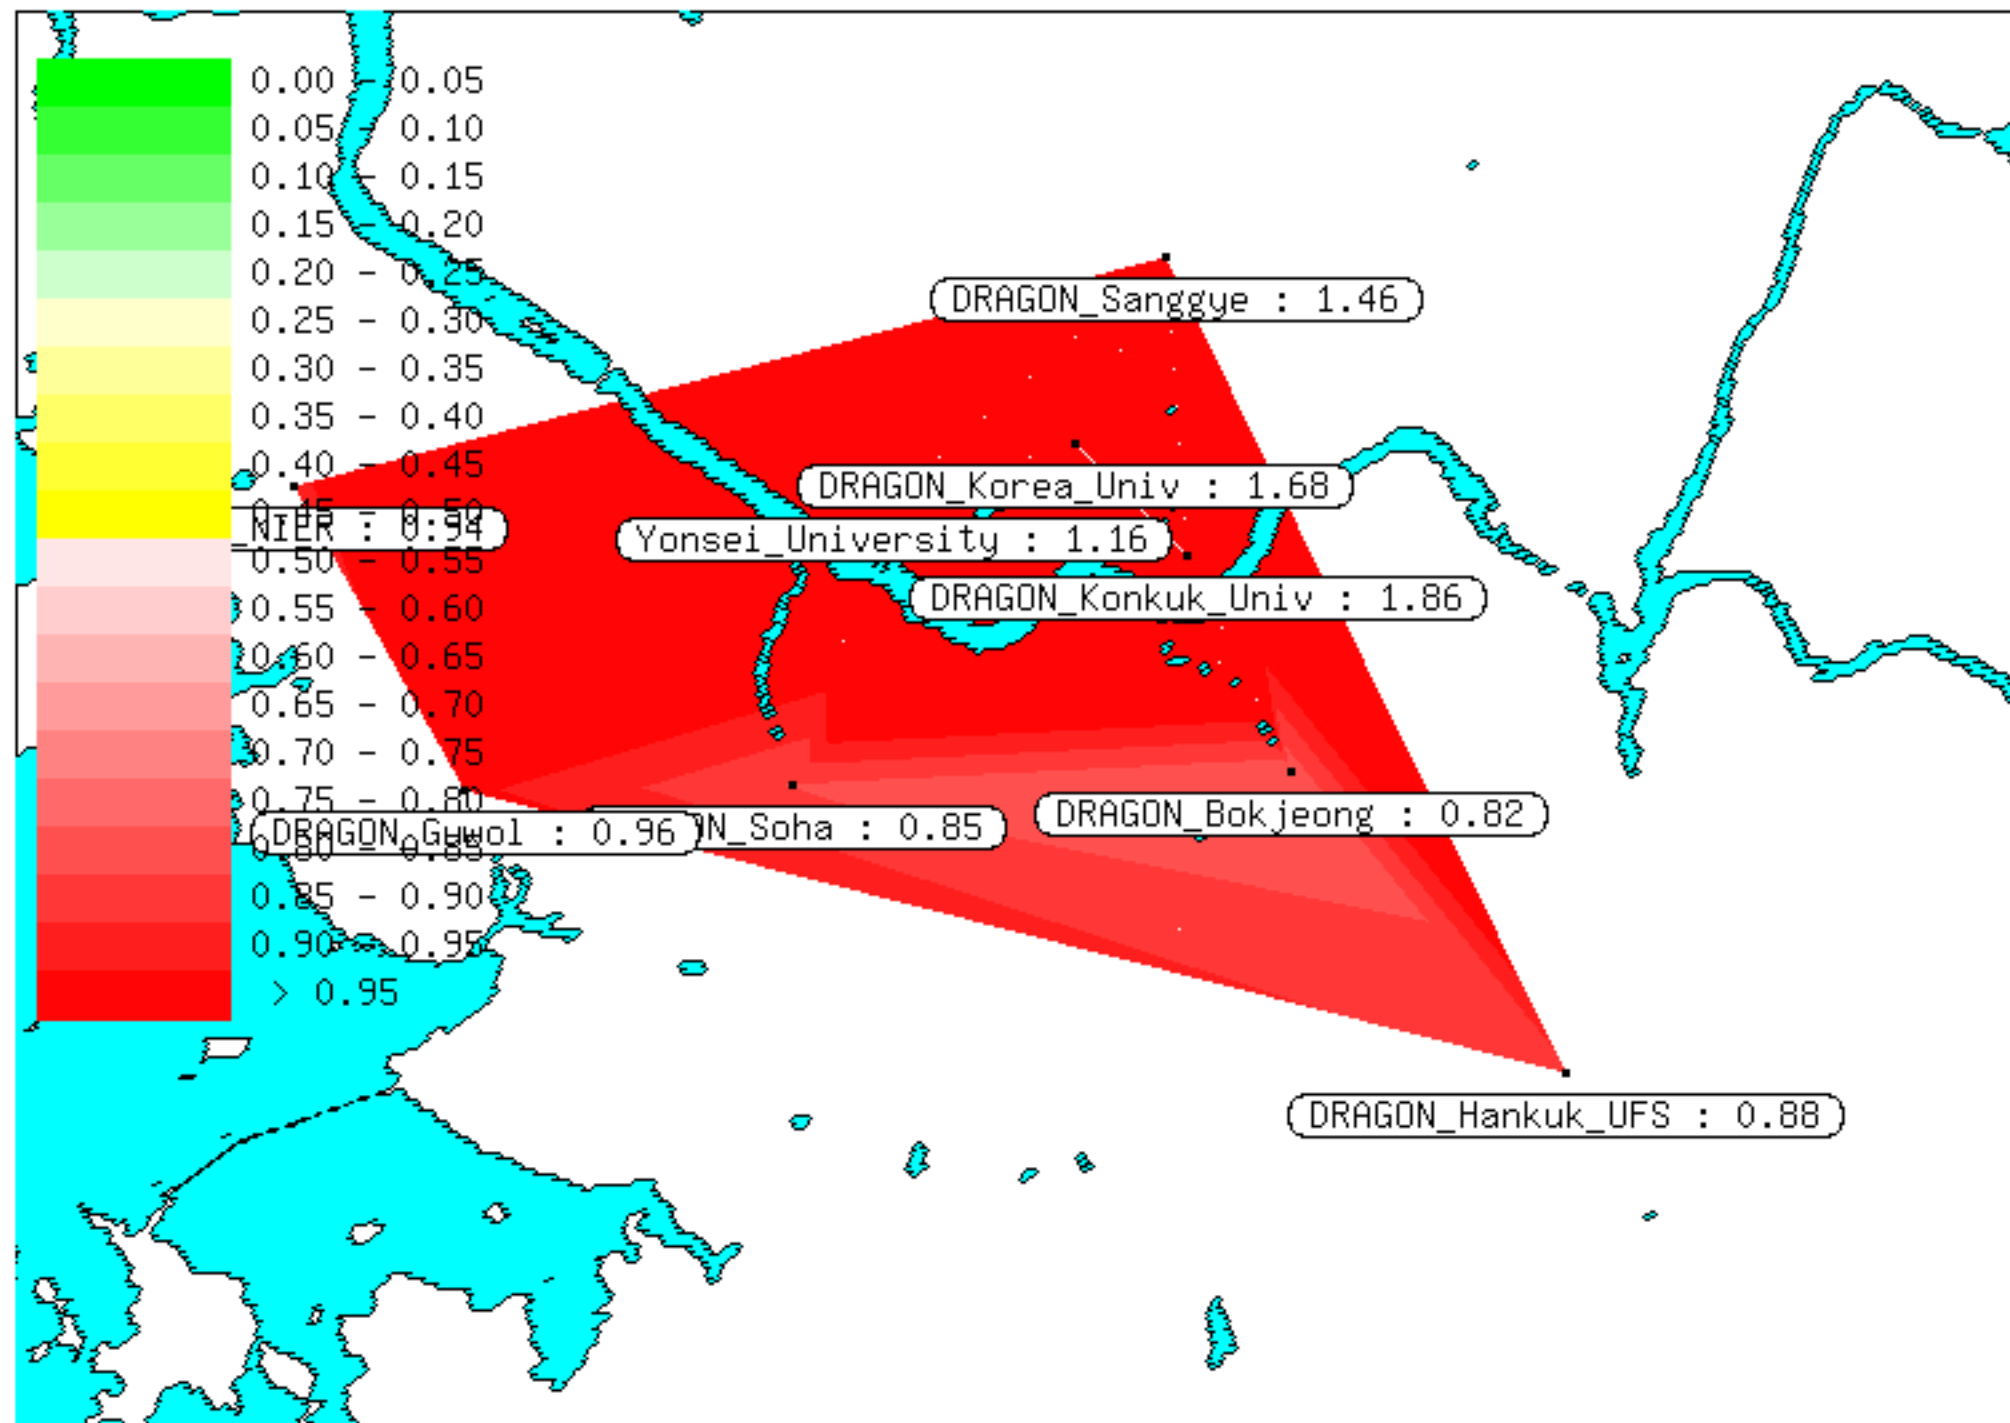 0.00 - 0.05
0.05 - 0.10
0.10 - 0.15
0.15 - 0.20
0.20 - 0.25
0.25 - 0.30
0.30 - 0.35
0.35 - 0.40
0.40 - 0.45
0.45 - 0.50
0.50 - 0.55
0.55 - 0.60
0.60 - 0.65
0.65 - 0.70
0.70 - 0.75
0.75 - 0.80
0.80 - 0.85
0.85 - 0.90
0.90 - 0.95
> 0.95
DRAGON_Sanggye : 1.46
DRAGON_Korea_Univ : 1.68
_NIER : 0.94
Yonsei_University : 1.16
DRAGON_Konkuk_Univ : 1.86
DRAGON_Bokjeong : 0.82
DRAGON_Guwol : 0.96
N_Soha : 0.85
DRAGON_Hankuk_UFS : 0.88